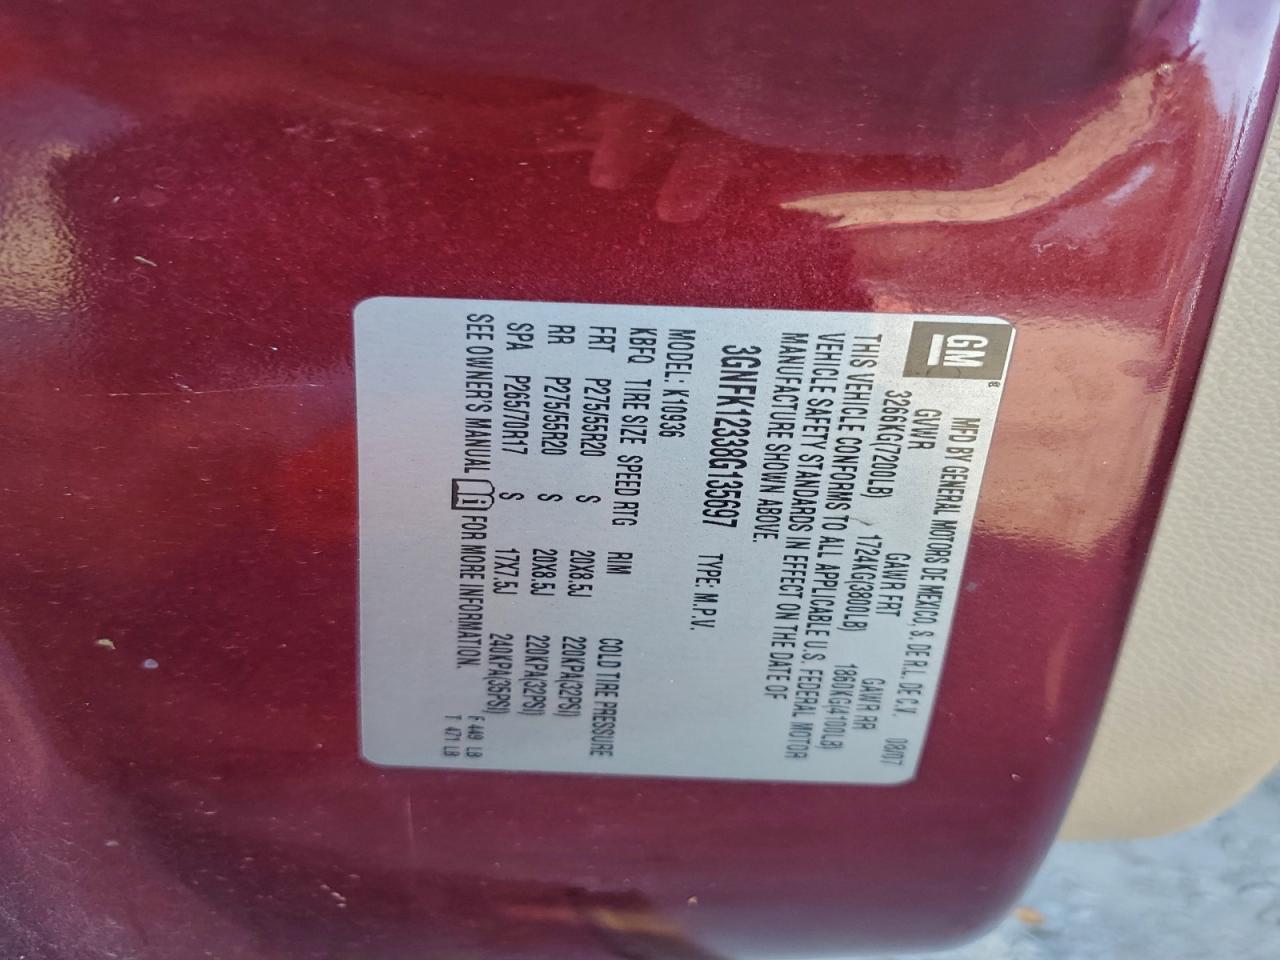 GM ®
MFD BY GENERAL MOTORS DE MEXICO, S. DE R.L. DE C.V. 08/07
GVWR GAWR FRT GAWR RR
3266KG(7200LB) 1724KG(3800LB) 1860KG(4100LB)
THIS VEHICLE CONFORMS TO ALL APPLICABLE U.S. FEDERAL MOTOR
VEHICLE SAFETY STANDARDS IN EFFECT ON THE DATE OF
MANUFACTURE SHOWN ABOVE.
3GNFK12338G135697 TYPE: M.P.V.
MODEL: K10936
KBFQ TIRE SIZE SPEED RTG RIM COLD TIRE PRESSURE
FRT P275/55R20 S 20X8.5J 220KPA(32PSI)
RR P275/55R20 S 20X8.5J 220KPA(32PSI)
SPA P265/70R17 S 17X7.5J 240KPA(35PSI)
SEE OWNER'S MANUAL FOR MORE INFORMATION.
F 449 LB
T 471 LB